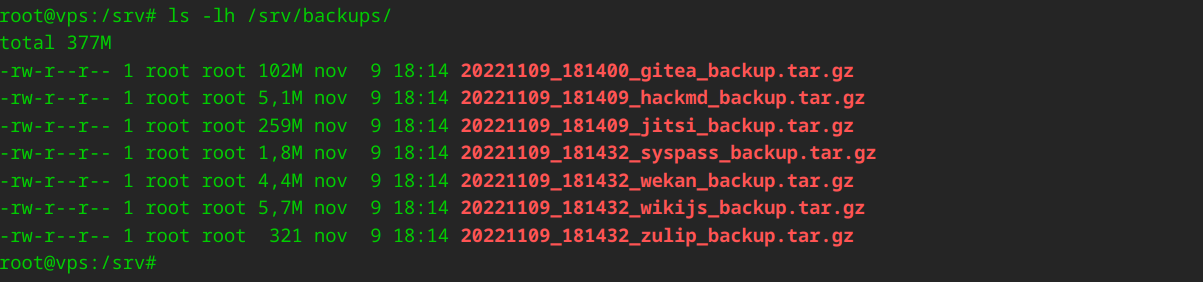 root@vps:/srv# ls -lh /srv/backups/
total 377M
-rw-r--r-- 1 root root 102M nov  9 18:14 20221109_181400_gitea_backup.tar.gz
-rw-r--r-- 1 root root 5,1M nov  9 18:14 20221109_181409_hackmd_backup.tar.gz
-rw-r--r-- 1 root root 259M nov  9 18:14 20221109_181409_jitsi_backup.tar.gz
-rw-r--r-- 1 root root 1,8M nov  9 18:14 20221109_181432_syspass_backup.tar.gz
-rw-r--r-- 1 root root 4,4M nov  9 18:14 20221109_181432_wekan_backup.tar.gz
-rw-r--r-- 1 root root 5,7M nov  9 18:14 20221109_181432_wikijs_backup.tar.gz
-rw-r--r-- 1 root root  321 nov  9 18:14 20221109_181432_zulip_backup.tar.gz
root@vps:/srv#